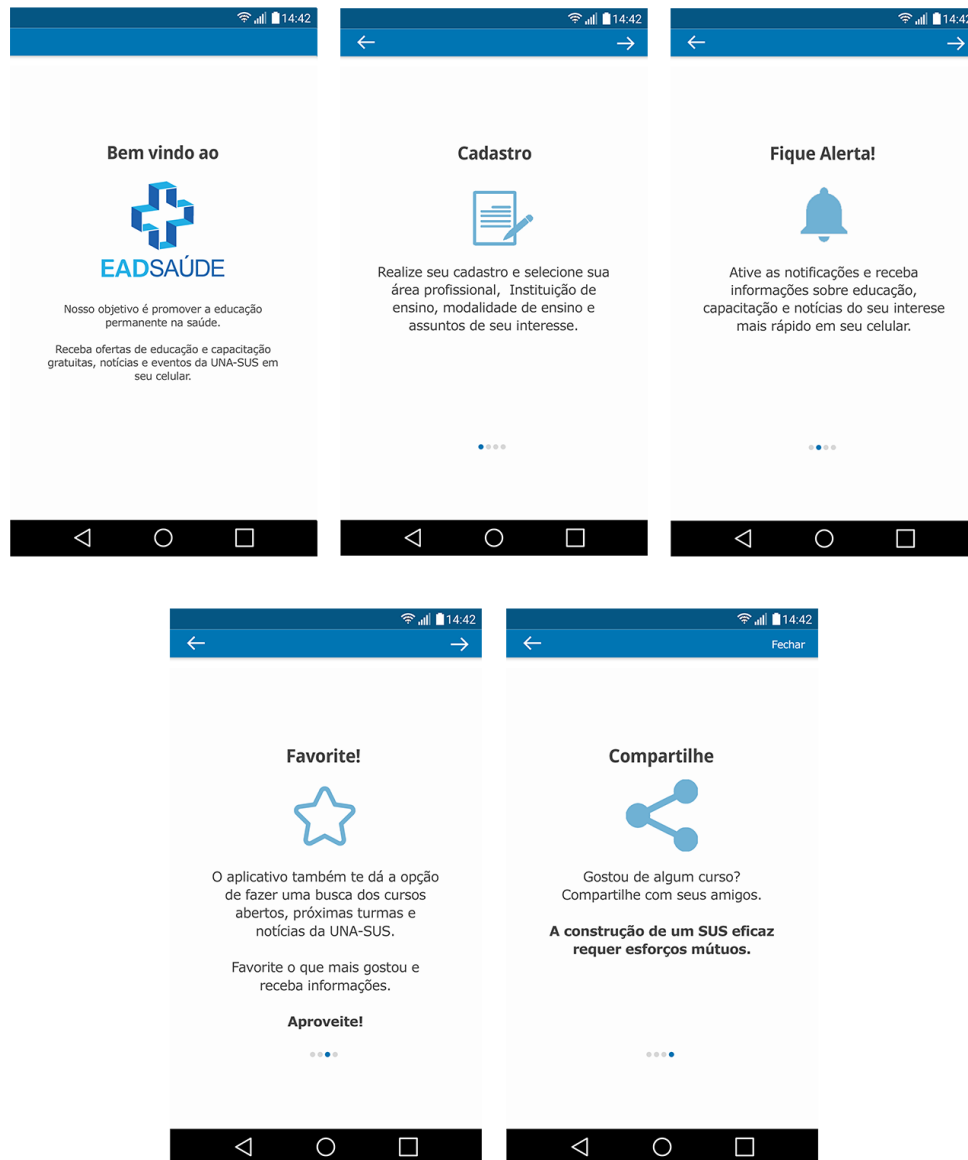 14:42
Bem vindo ao
EADSAÚDE
Nosso objetivo é promover a educação
permanente na saúde.
Receba ofertas de educação e capacitação
gratuitas, notícias e eventos da UNA-SUS em
seu celular.
14:42
Cadastro
Realize seu cadastro e selecione sua
área profissional, Instituição de
ensino, modalidade de ensino e
assuntos de seu interesse.
14:42
Fique Alerta!
Ative as notificações e receba
informações sobre educação,
capacitação e notícias do seu interese
mais rápido em seu celular.
14:42
Favorite!
O aplicativo também te dá a opção
de fazer uma busca dos cursos
abertos, próximas turmas e
notícias da UNA-SUS.
Favorite o que mais gostou e
receba informações.
Aproveite!
14:42
Fechar
Compartilhe
Gostou de algum curso?
Compartilhe com seus amigos.
A construção de um SUS eficaz
requer esforços mútuos.